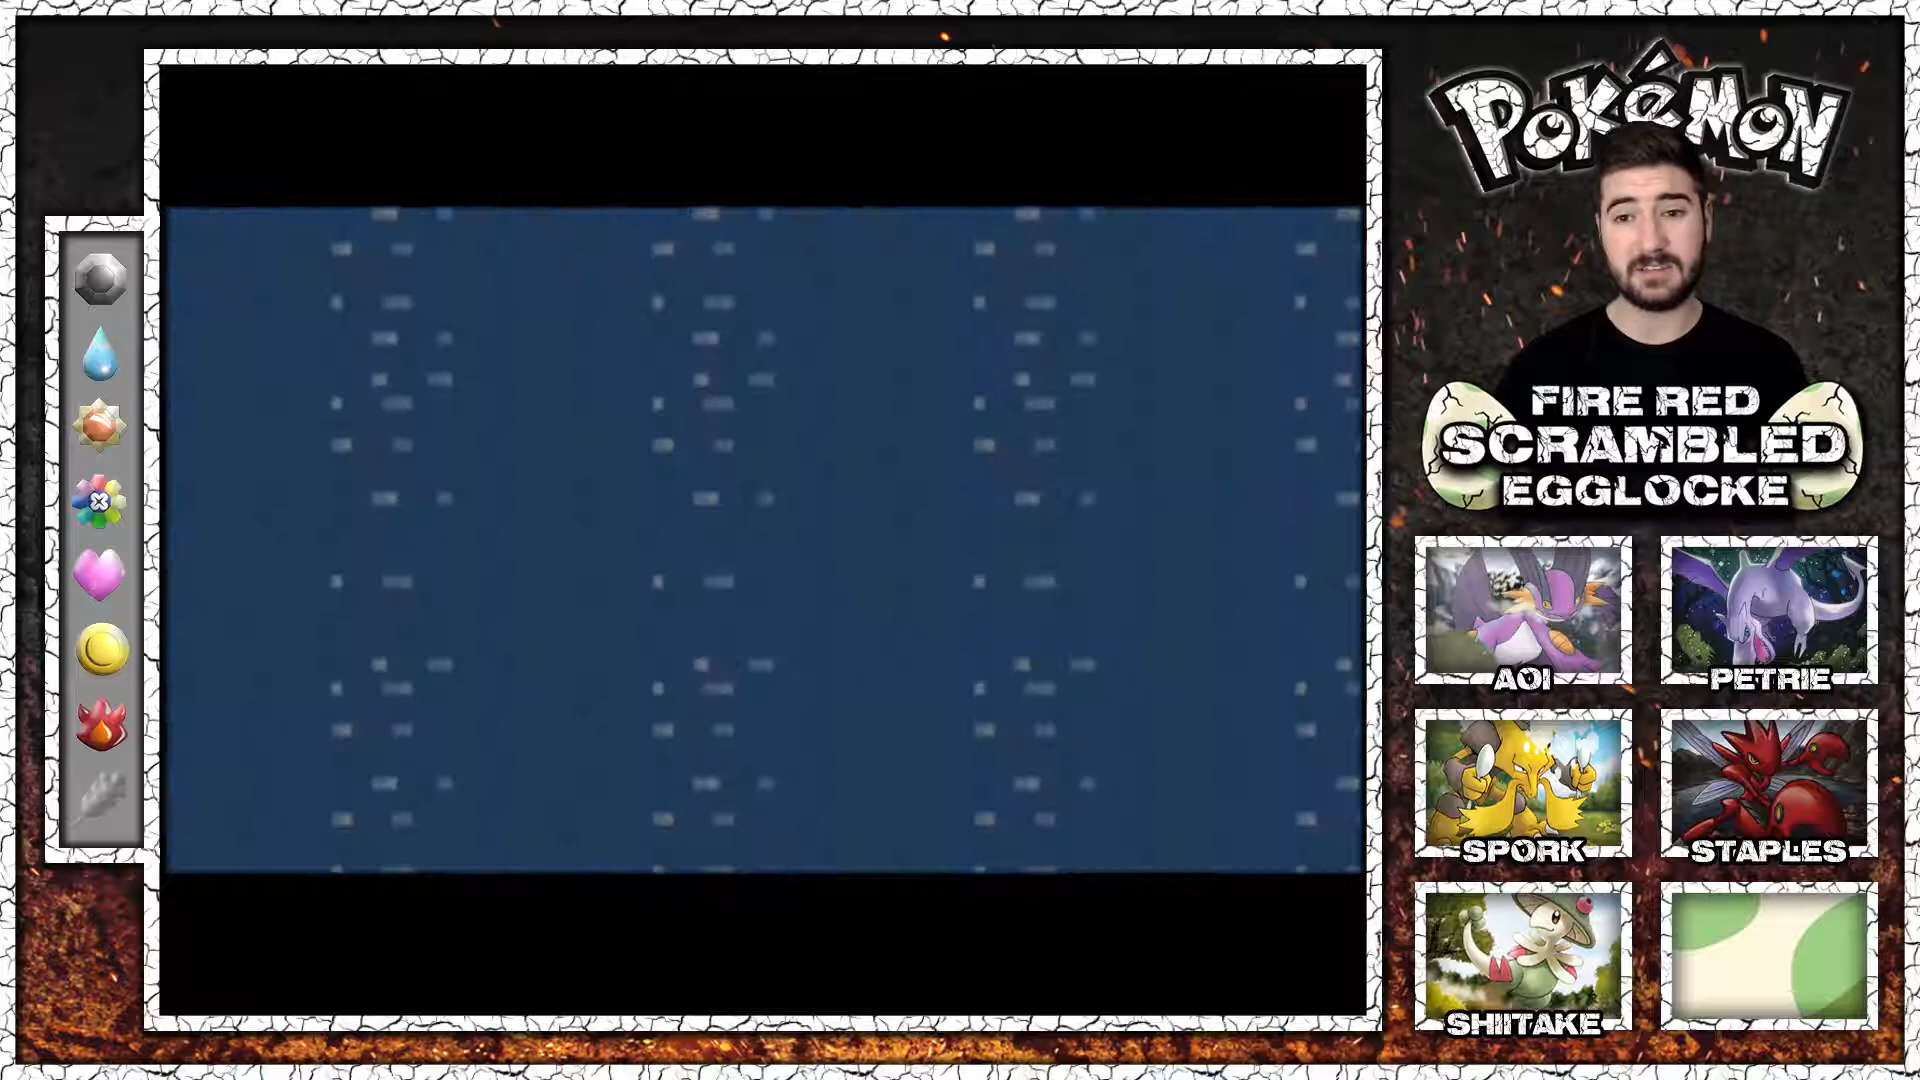 POKéMON
FIRE RED
SCRAMBLED
EGGLOCKE
AOI
PETRIE
SPORK
STAPLES
SHIITAKE